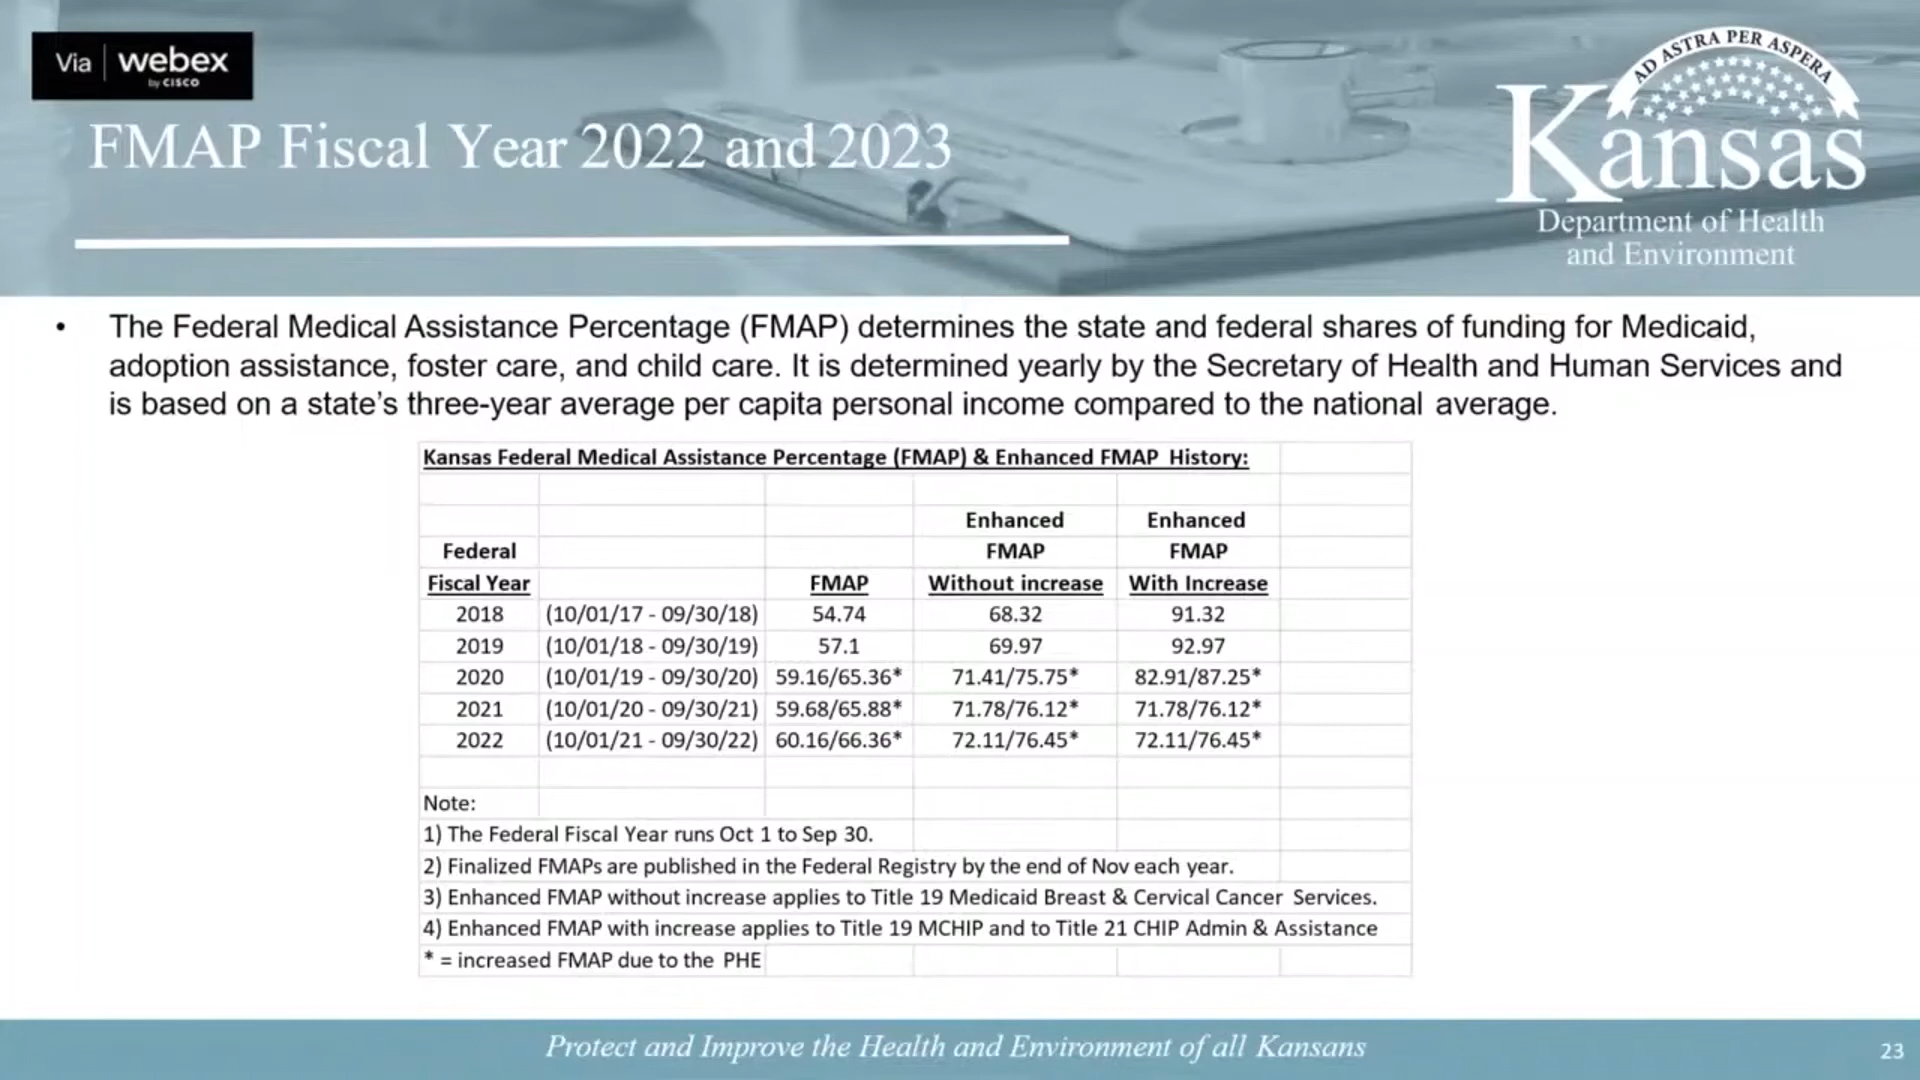 Via webex
by CISCO
AD ASTRA PER ASPERA
Kansas
Department of Health
and Environment
FMAP Fiscal Year 2022 and 2023
• The Federal Medical Assistance Percentage (FMAP) determines the state and federal shares of funding for Medicaid,
adoption assistance, foster care, and child care. It is determined yearly by the Secretary of Health and Human Services and
is based on a state’s three-year average per capita personal income compared to the national average.
Kansas Federal Medical Assistance Percentage (FMAP) & Enhanced FMAP History:
Enhanced Enhanced
Federal FMAP FMAP
Fiscal Year FMAP Without increase With Increase
2018 (10/01/17 - 09/30/18) 54.74 68.32 91.32
2019 (10/01/18 - 09/30/19) 57.1 69.97 92.97
2020 (10/01/19 - 09/30/20) 59.16/65.36* 71.41/75.75* 82.91/87.25*
2021 (10/01/20 - 09/30/21) 59.68/65.88* 71.78/76.12* 71.78/76.12*
2022 (10/01/21 - 09/30/22) 60.16/66.36* 72.11/76.45* 72.11/76.45*
Note:
1) The Federal Fiscal Year runs Oct 1 to Sep 30.
2) Finalized FMAPs are published in the Federal Registry by the end of Nov each year.
3) Enhanced FMAP without increase applies to Title 19 Medicaid Breast & Cervical Cancer Services.
4) Enhanced FMAP with increase applies to Title 19 MCHIP and to Title 21 CHIP Admin & Assistance
* = increased FMAP due to the PHE
Protect and Improve the Health and Environment of all Kansans
23